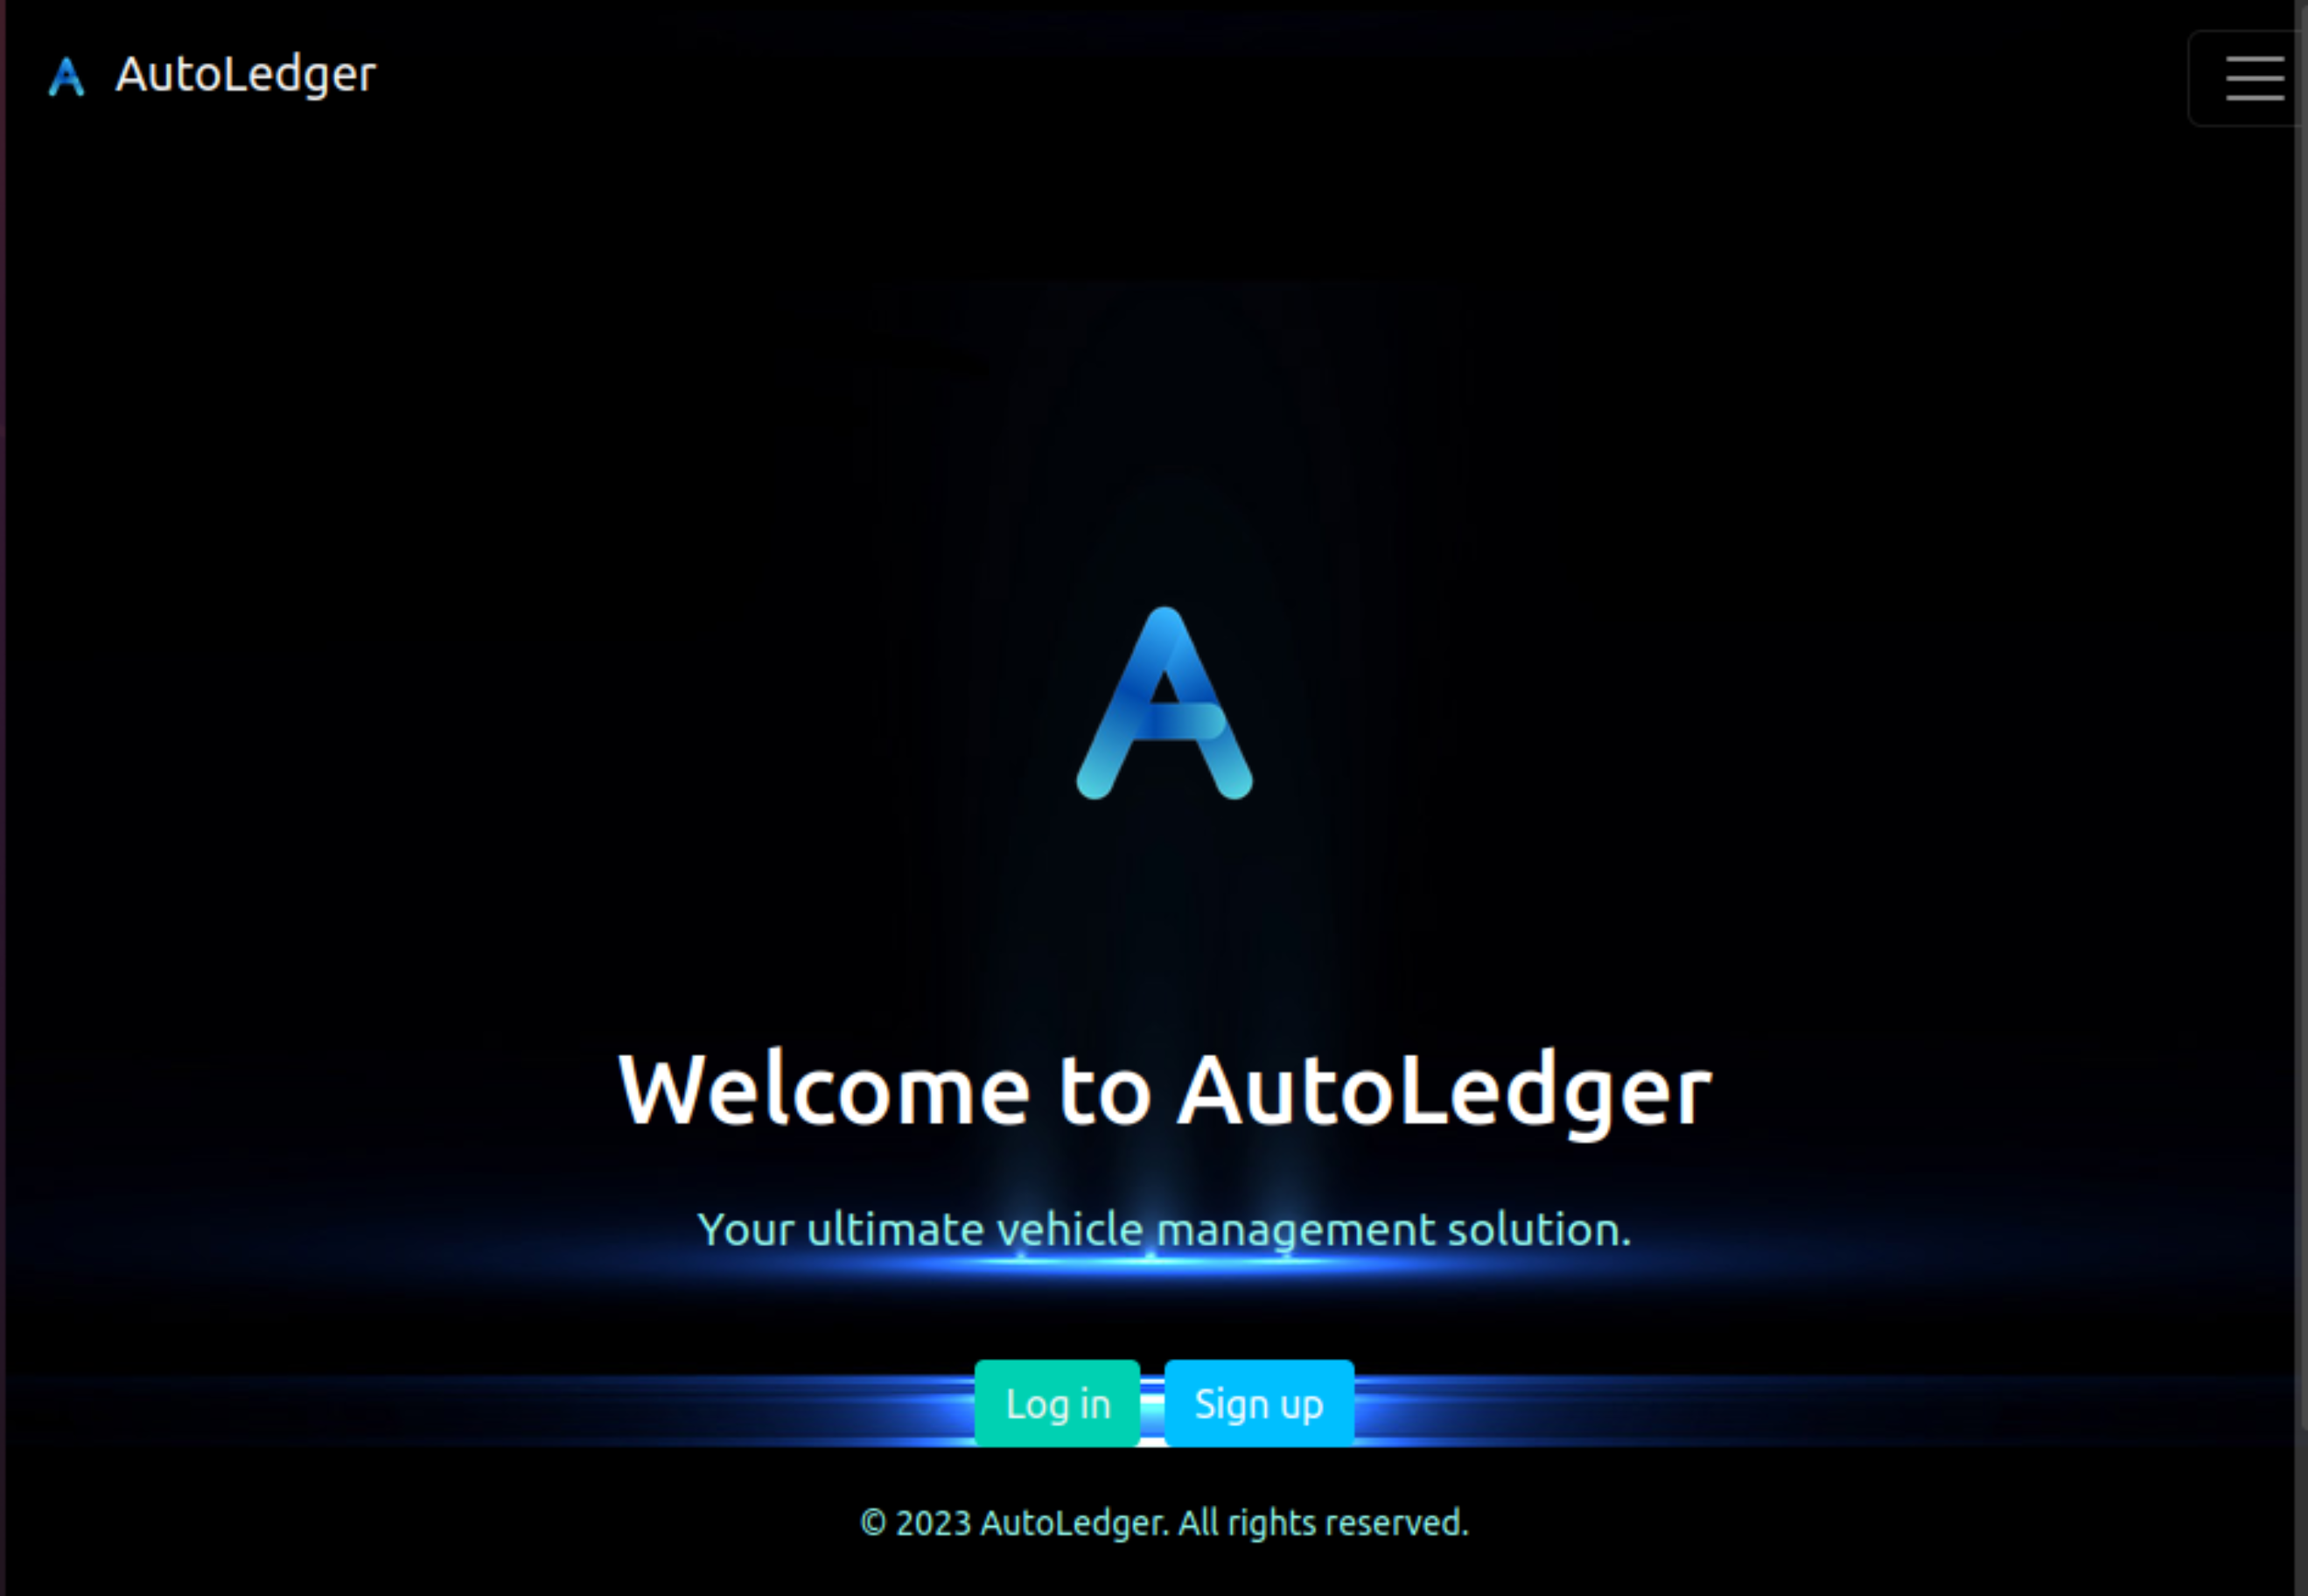 AutoLedger
Welcome to AutoLedger
Your ultimate vehicle management solution.
Log in
Sign up
© 2023 AutoLedger. All rights reserved.